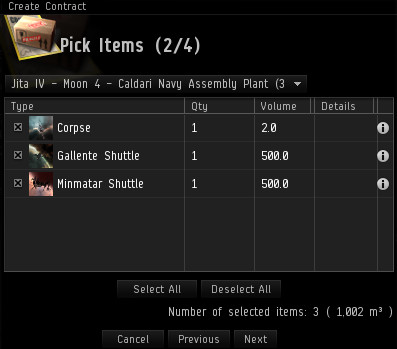 Create Contract
Pick Items (2/4)
Jita IV - Moon 4 - Caldari Navy Assembly Plant (3
Type Qty Volume Details
Corpse 1 2.0
Gallente Shuttle 1 500.0
Minmatar Shuttle 1 500.0
Select All Deselect All
Number of selected items: 3 ( 1,002 m³ )
Cancel Previous Next